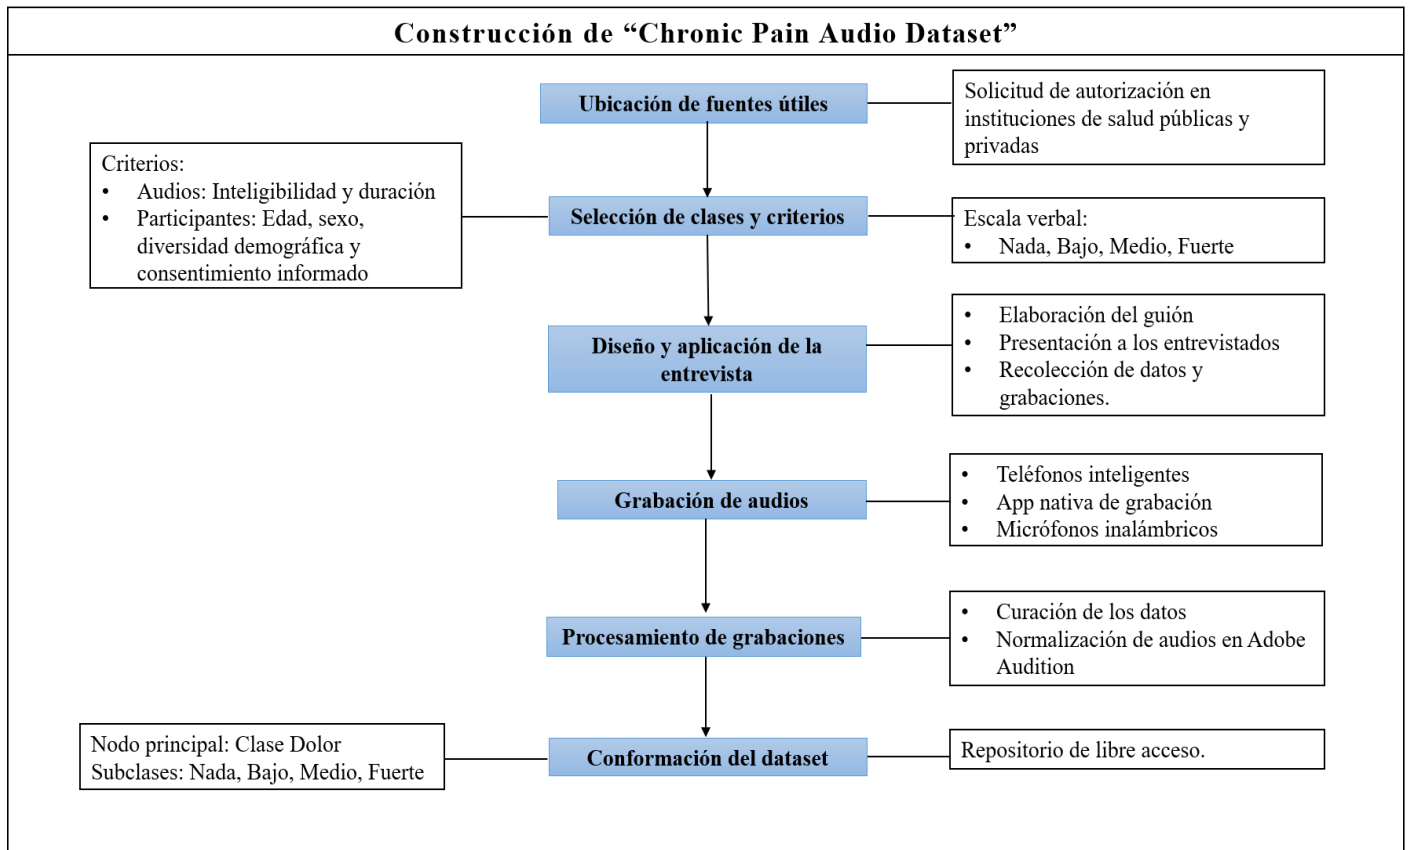 Construcción de “Chronic Pain Audio Dataset”
Ubicación de fuentes útiles
Solicitud de autorización en
instituciones de salud públicas y
privadas
Criterios:
• Audios: Inteligibilidad y duración
• Participantes: Edad, sexo,
diversidad demográfica y
consentimiento informado
Selección de clases y criterios
Escala verbal:
• Nada, Bajo, Medio, Fuerte
Diseño y aplicación de la
entrevista
• Elaboración del guión
• Presentación a los entrevistados
• Recolección de datos y
grabaciones.
Grabación de audios
• Teléfonos inteligentes
• App nativa de grabación
• Micrófonos inalámbricos
Procesamiento de grabaciones
• Curación de los datos
• Normalización de audios en Adobe
Audition
Nodo principal: Clase Dolor
Subclases: Nada, Bajo, Medio, Fuerte
Conformación del dataset
Repositorio de libre acceso.